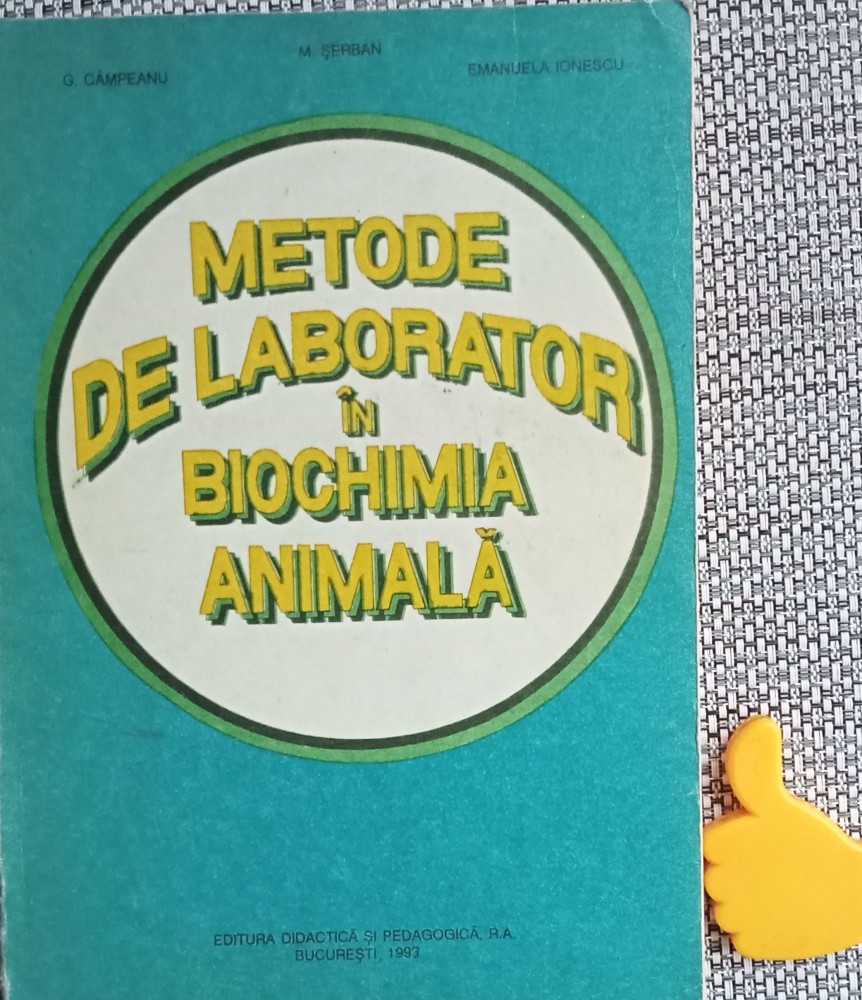 M. ȘERBAN
G. CÂMPEANU
EMANUELA IONESCU
METODE
DE LABORATOR
ÎN
BIOCHIMIA
ANIMALĂ
EDITURA DIDACTICĂ ȘI PEDAGOGICĂ, R.A.
BUCUREȘTI, 1993